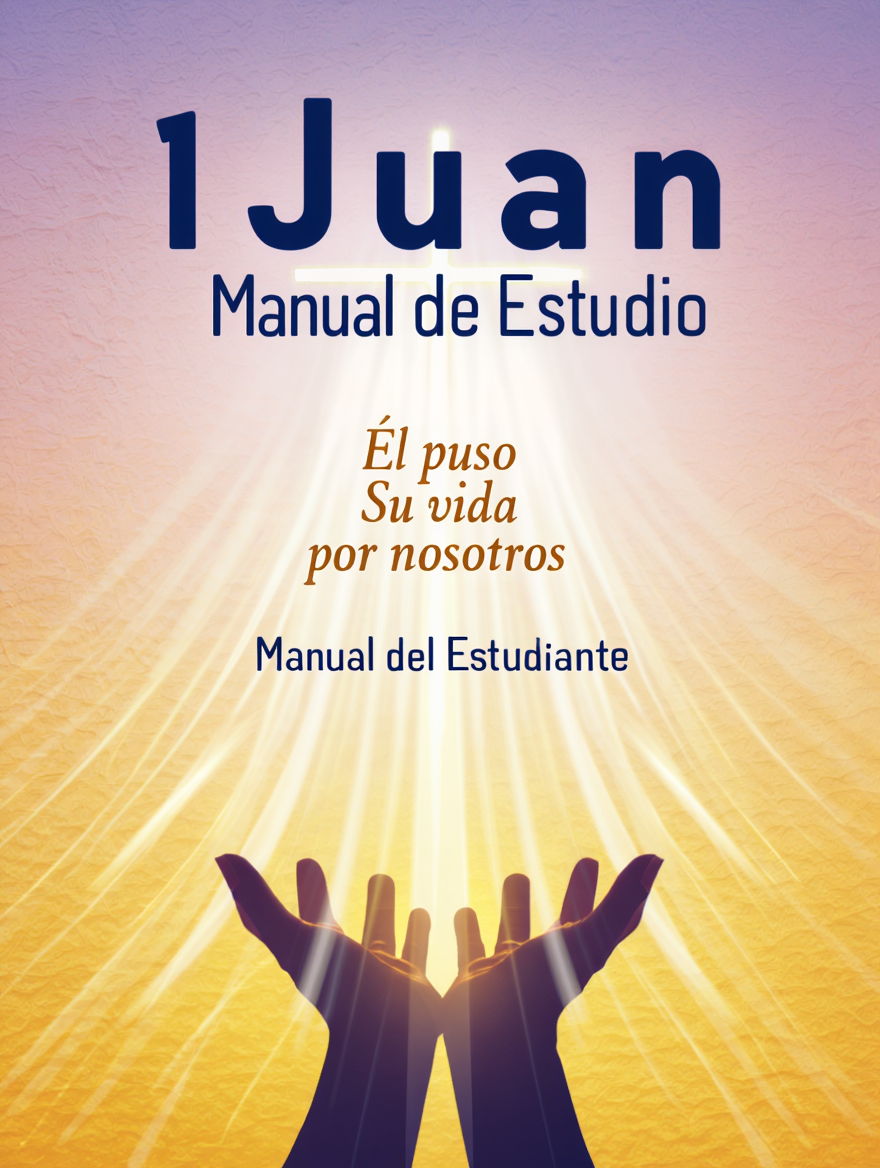 1 Juan
Manual de Estudio
Él puso
Su vida
por nosotros
Manual del Estudiante